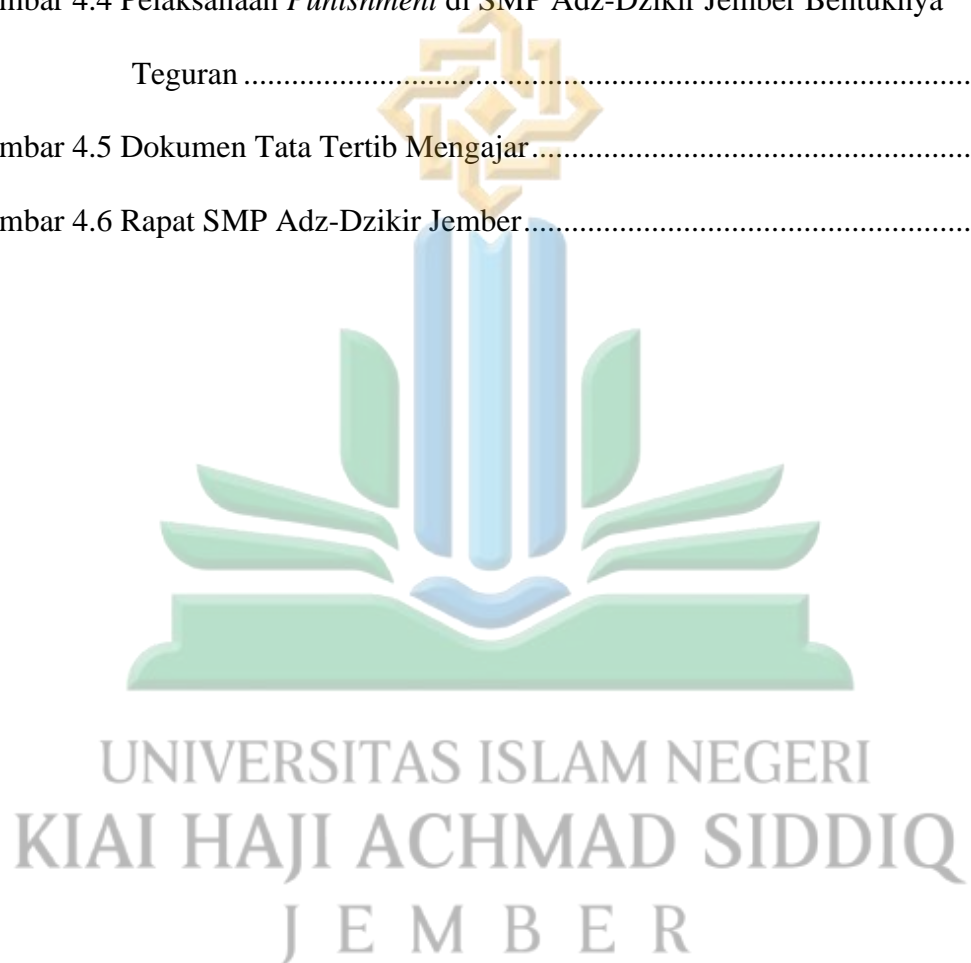 mbar 4.4 Pelaksanaan Punishment di SMP Adz-Dzikir Jember Bentuknya
Teguran ..........................................................................................
mbar 4.5 Dokumen Tata Tertib Mengajar.......................................................
mbar 4.6 Rapat SMP Adz-Dzikir Jember........................................................
UNIVERSITAS ISLAM NEGERI
KIAI HAJI ACHMAD SIDDIQ
JEMBER